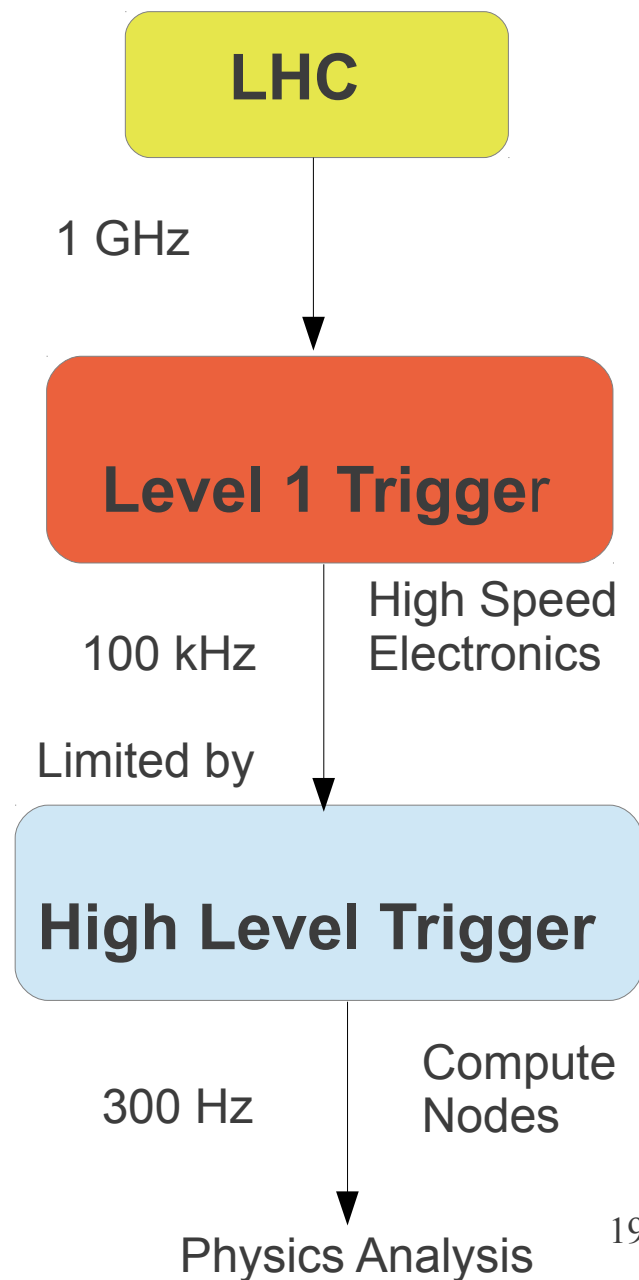 LHC
1 GHz
Level 1 Trigger
High Speed
Electronics
100 kHz
Limited by
High Level Trigger
Compute
Nodes
300 Hz
19
Physics Analysis